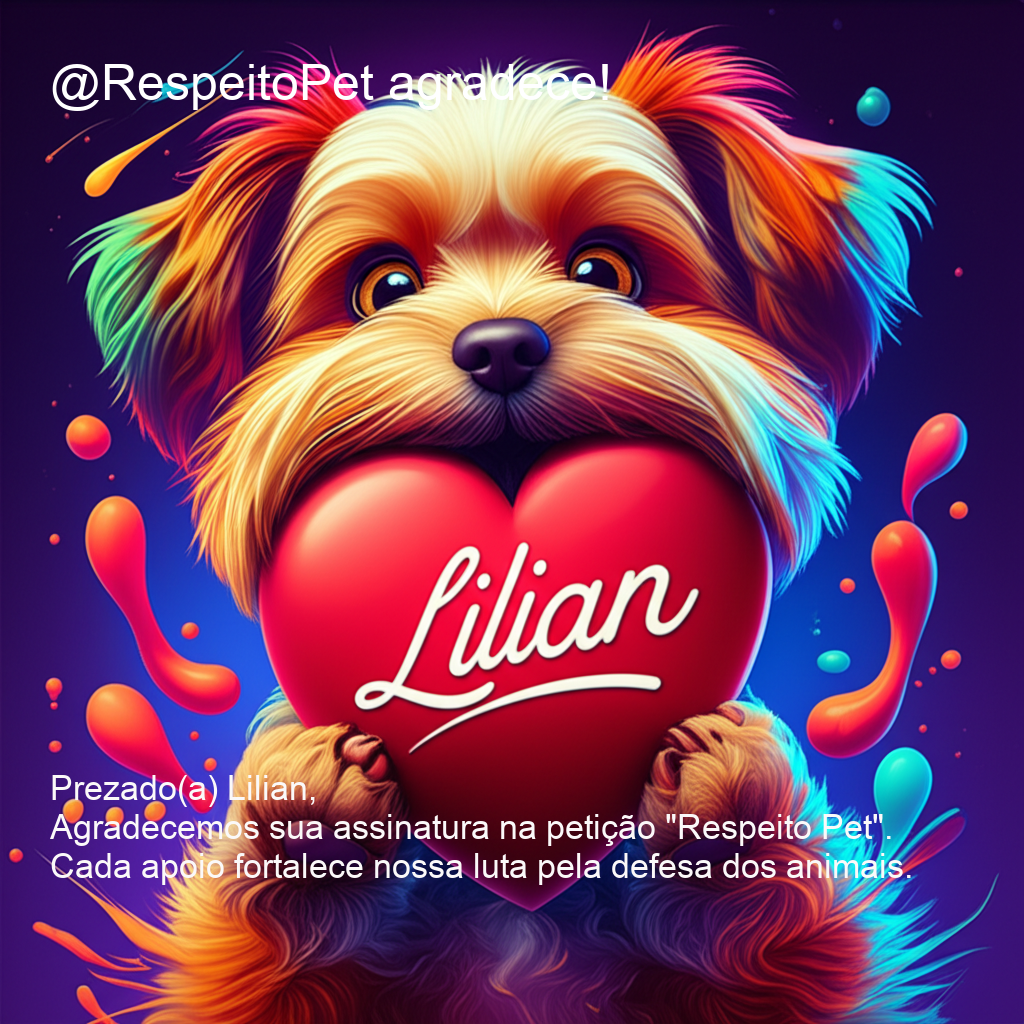 @RespeitoPet agradece!
Lilian
Prezado(a) Lilian,
Agradecemos sua assinatura na petição "Respeito Pet".
Cada apoio fortalece nossa luta pela defesa dos animais.